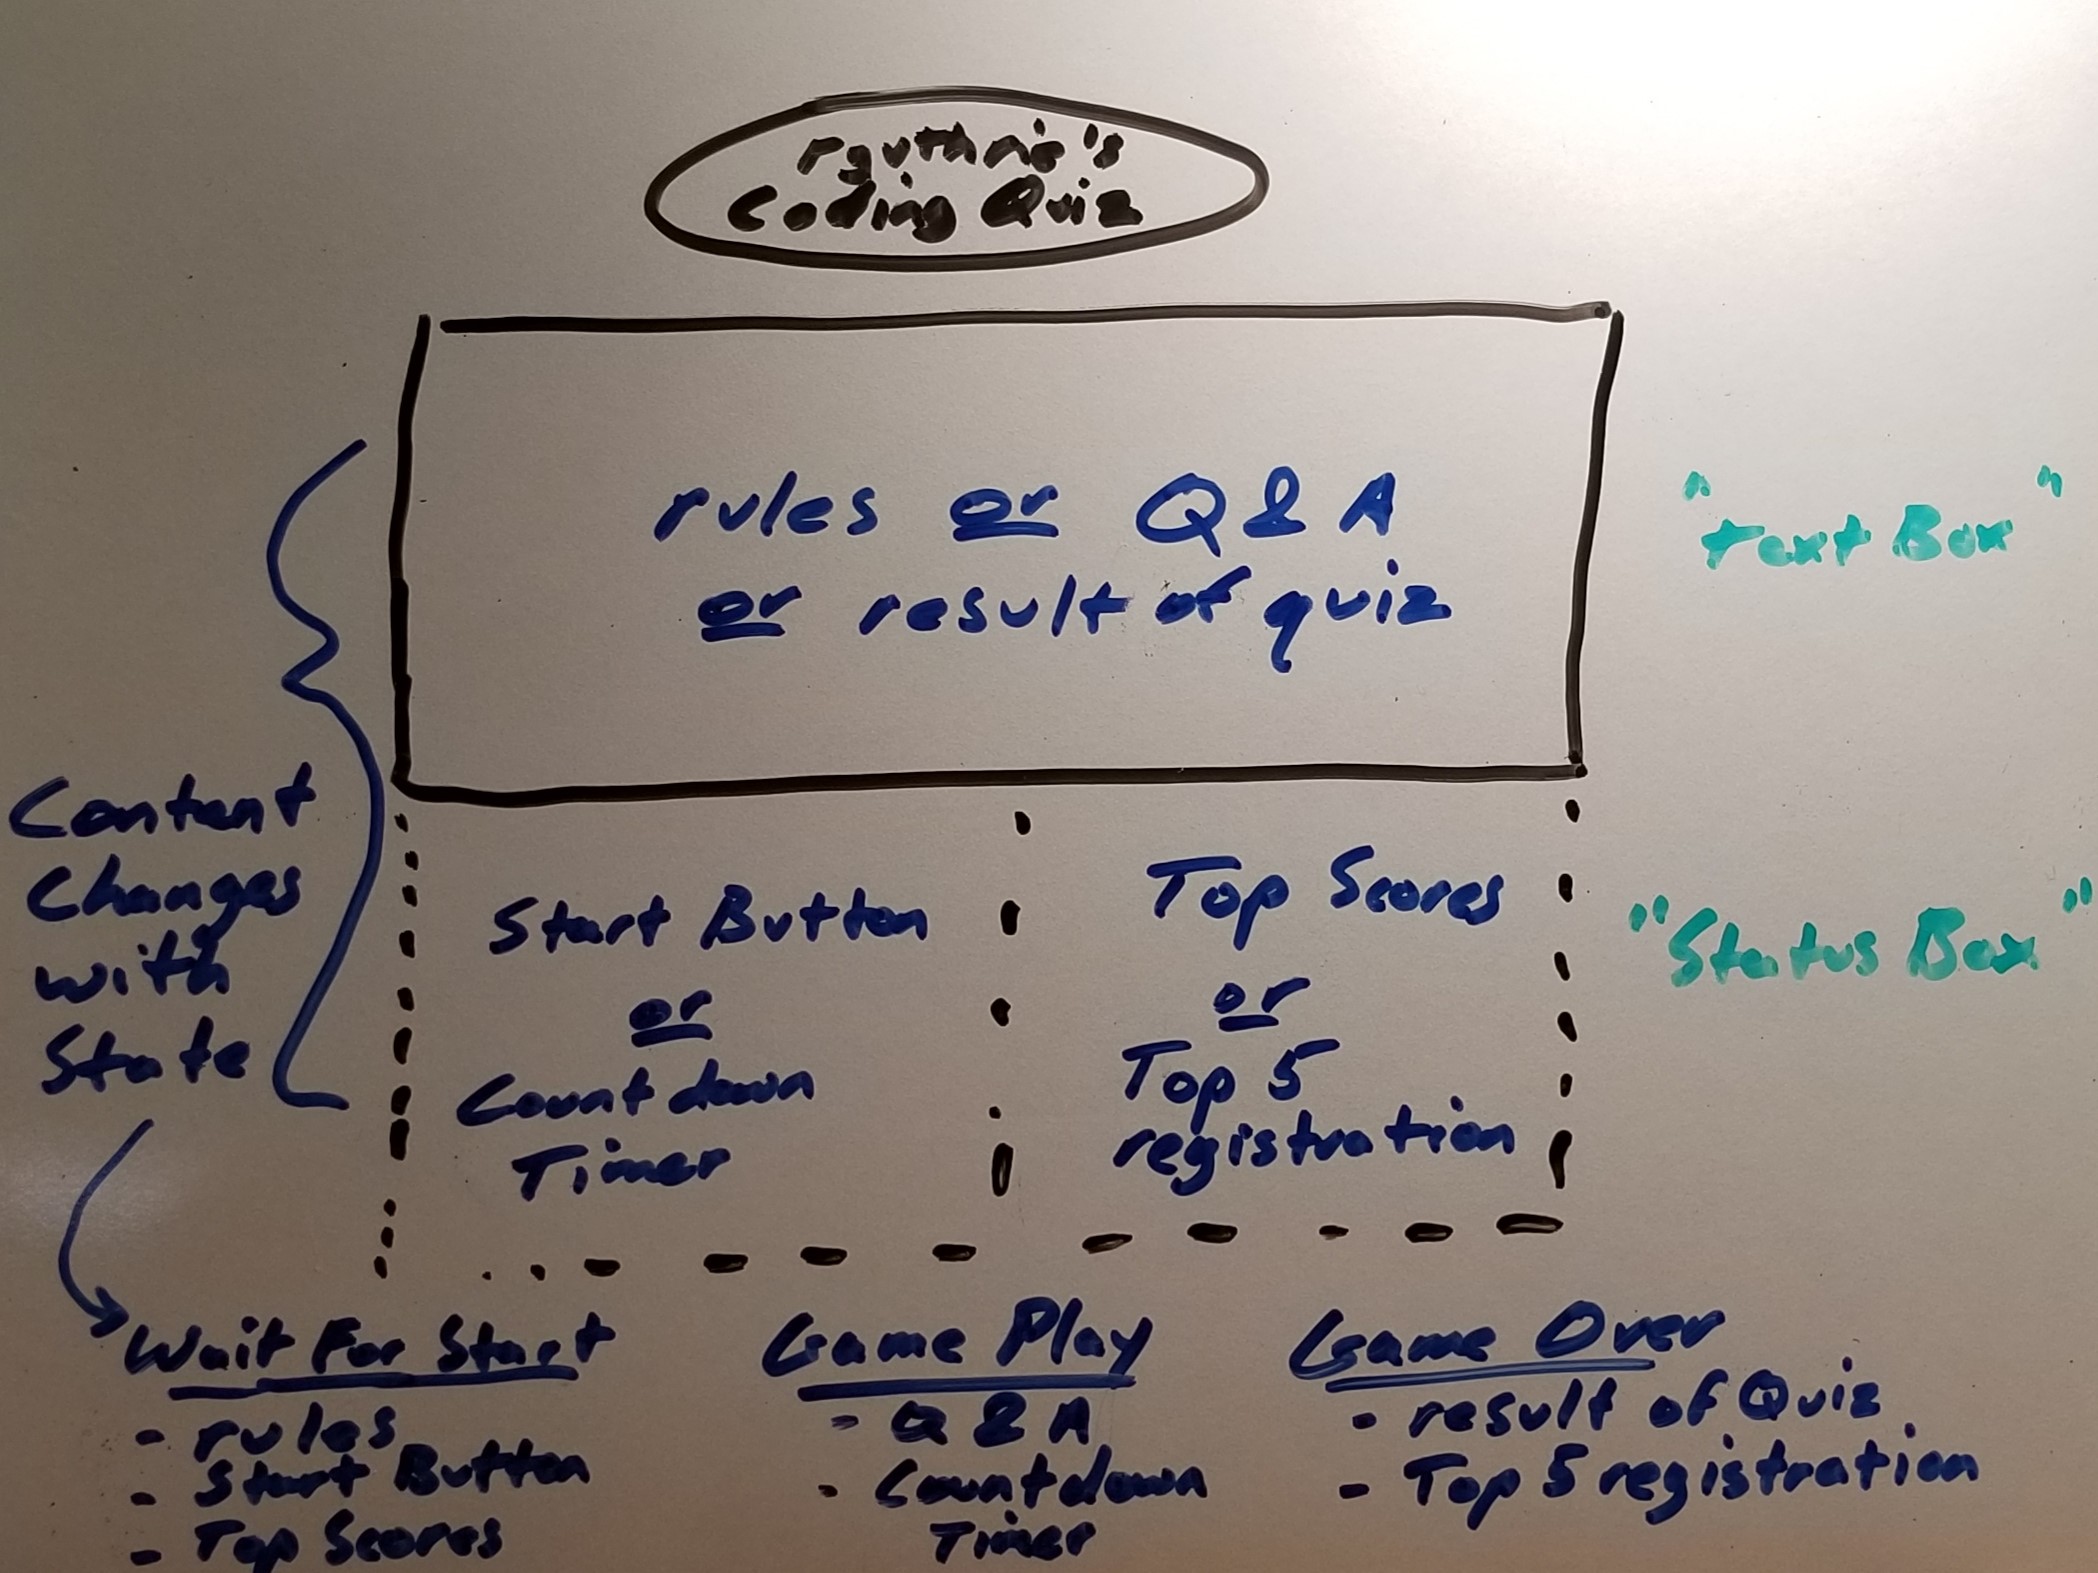 rguthrie's
Coding Quiz
rules or Q & A
or result of quiz
"text Box"
Content
Changes
with
State
Start Button
or
Countdown
Timer
Top Scores
or
Top 5
registration
"Status Box"
Wait For Start
- rules
- Start Button
- Top Scores
Game Play
- Q & A
- Countdown
Timer
Game Over
- result of Quiz
- Top 5 registration